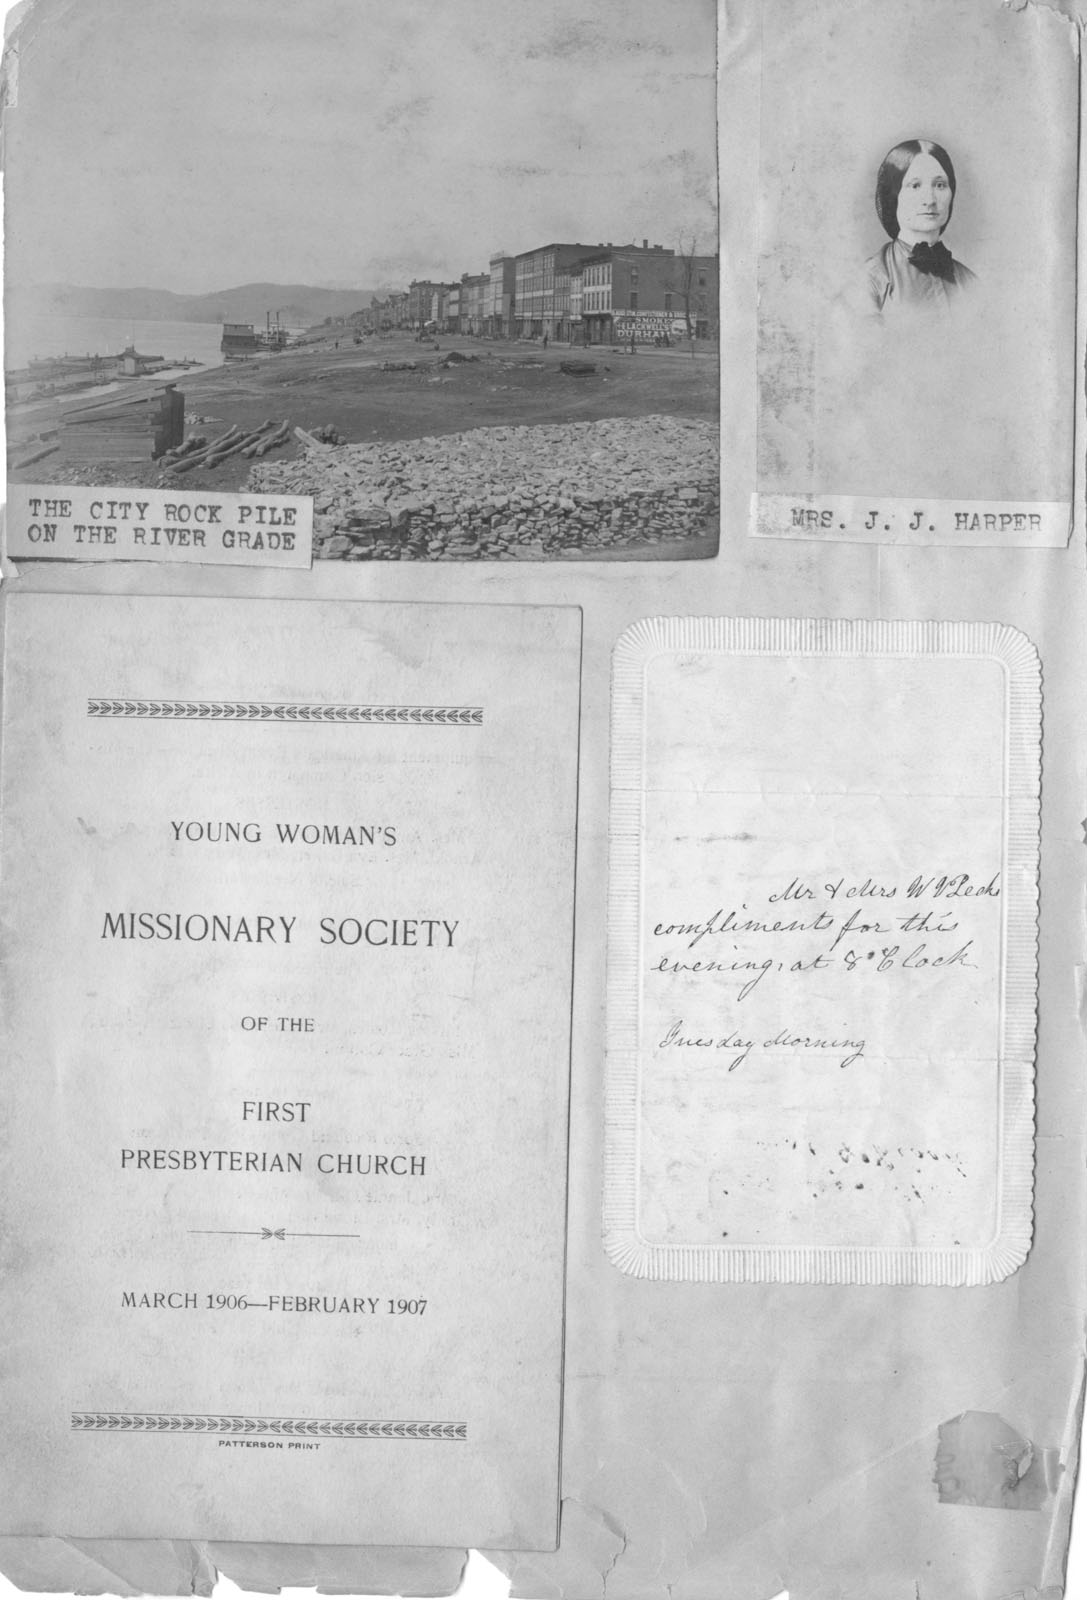 SMOKE
BLACKWELL'S
DURHAM
THE CITY ROCK PILE
ON THE RIVER GRADE
MRS. J. J. HARPER
YOUNG WOMAN'S
MISSIONARY SOCIETY
OF THE
FIRST
PRESBYTERIAN CHURCH
MARCH 1906—FEBRUARY 1907
PATTERSON PRINT
Mr & Mrs W V Pecks
compliments for this
evening, at 8 O'Clock
Tuesday Morning